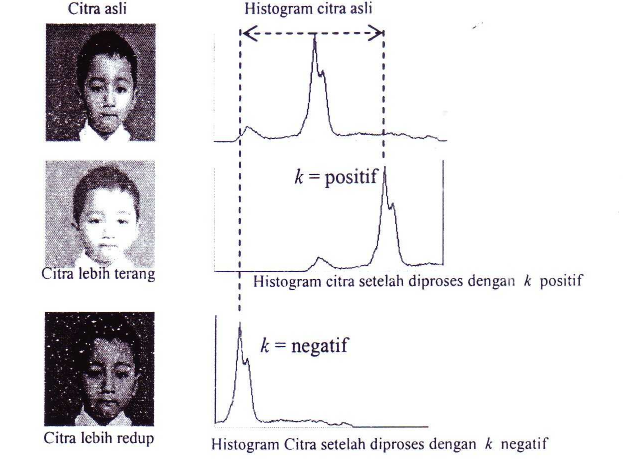 Citra asli
Histogram citra asli
k = positif
Citra lebih terang
Histogram citra setelah diproses dengan k positif
k = negatif
Citra lebih redup
Histogram Citra setelah diproses dengan k negatif